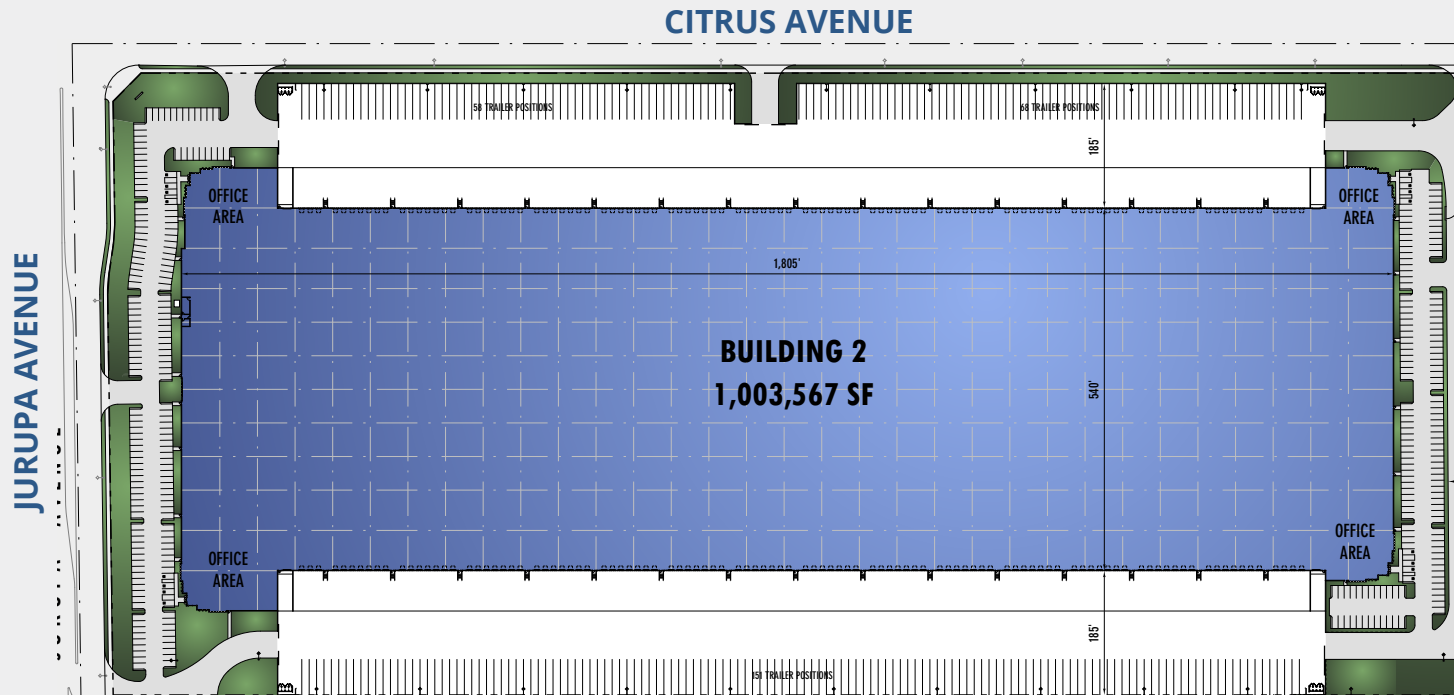 CITRUS AVENUE
58 TRAILER POSITIONS
68 TRAILER POSITIONS
185'
OFFICE
AREA
OFFICE
AREA
1,805'
JURUPA AVENUE
BUILDING 2
1,003,567 SF
540'
OFFICE
AREA
OFFICE
AREA
185'
151 TRAILER POSITIONS